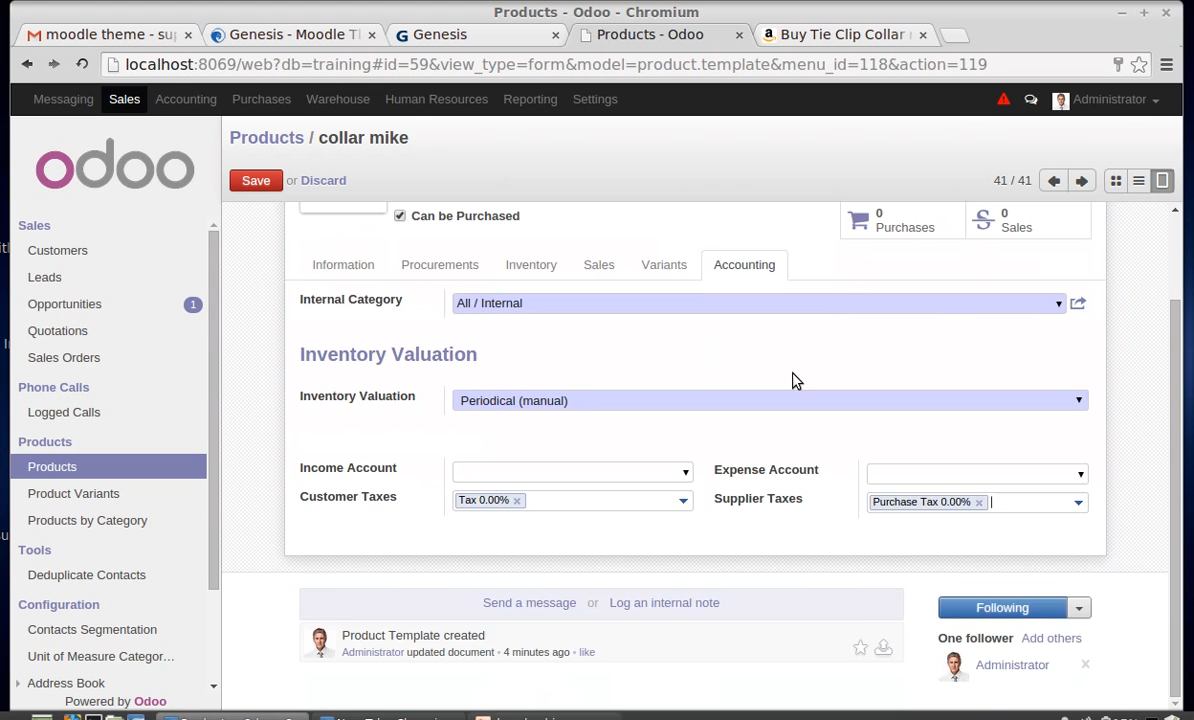 Products - Odoo - Chromium
moodle theme - su
Genesis - Moodle T
Genesis
Products - Odoo
Buy Tie Clip Collar
localhost:8069/web?db=training#id=59&view_type=form&model=product.template&menu_id=118&action=119
Messaging Sales Accounting Purchases Warehouse Human Resources Reporting Settings Administrator
odoo
Products / collar mike
Save or Discard
41 / 41
Sales
Customers
Leads
Opportunities 1
Quotations
Sales Orders
Phone Calls
Logged Calls
Products
Products
Product Variants
Products by Category
Tools
Deduplicate Contacts
Configuration
Contacts Segmentation
Unit of Measure Categor...
Address Book
Powered by Odoo
Can be Purchased
0 Purchases
0 Sales
Information Procurements Inventory Sales Variants Accounting
Internal Category All / Internal
Inventory Valuation
Inventory Valuation Periodical (manual)
Income Account
Expense Account
Customer Taxes Tax 0.00%
Supplier Taxes Purchase Tax 0.00%
Send a message or Log an internal note
Following
Product Template created
Administrator updated document • 4 minutes ago • like
One follower Add others
Administrator